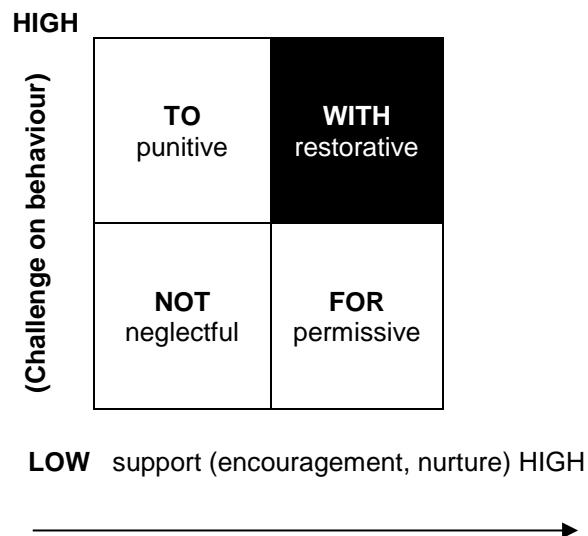 HIGH
(Challenge on behaviour)
TO
punitive
WITH
restorative
NOT
neglectful
FOR
permissive
LOW support (encouragement, nurture) HIGH